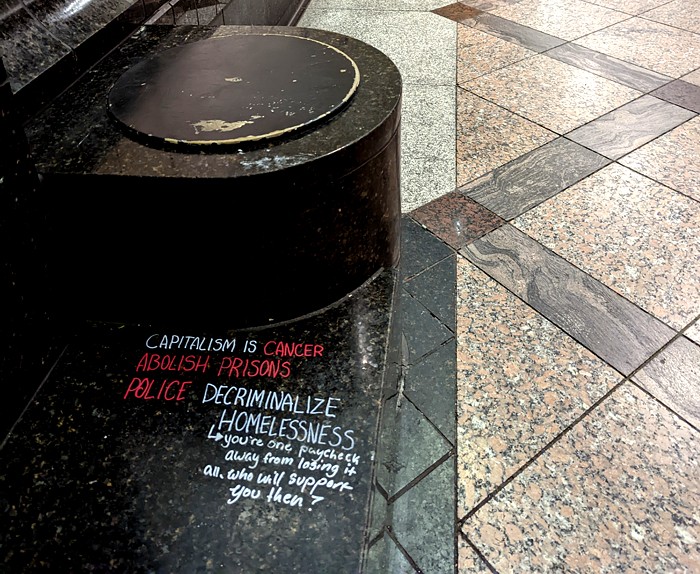 CAPITALISM IS CANCER
ABOLISH PRISONS
POLICE DECRIMINALIZE
HOMELESSNESS
↳you're one paycheck
away from losing it
all. who will support
you then?